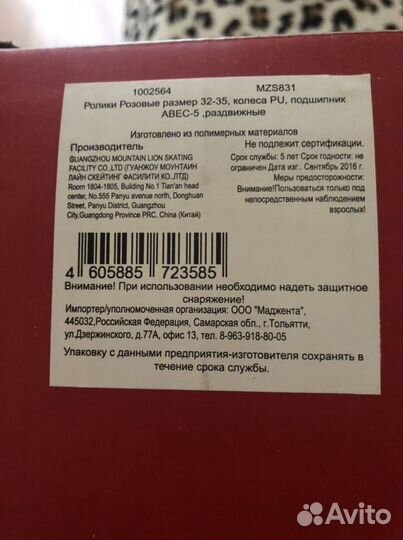 1002564 MZS831
Ролики Розовые размер 32-35, колеса PU, подшипник
ABEC-5 ,раздвижные
Изготовлено из полимерных материалов
Производитель
GUANGZHOU MOUNTAIN LION SKATING
FACILITY CO.,LTD (ГУАНЖОУ МОУНТАИН
ЛАЙН СКЕЙТИНГ ФАСИЛИТИ КО.,ЛТД)
Room 1804-1805, Building No.1 Tian'an head
center, No.555 Panyu avenue north, Donghuan
Street, Panyu District, Guangzhou
City,Guangdong Province PRC, China (Китай)
Не подлежит сертификации.
Срок службы: 5 лет Срок годности: не
ограничен Дата изг.. Сентябрь 2016 г.
Меры предосторожности:
Внимание!Пользоваться только под
непосредственным наблюдением
взрослых!
4 605885 723585
Внимание! При использовании необходимо надеть защитное
снаряжение!
Импортер/уполномоченная организация: ООО "Маджента",
445032,Российская Федерация, Самарская обл., г.Тольятти,
ул.Дзержинского, д.77А, офис 13, тел. 8-963-918-80-05
Упаковку с данными предприятия-изготовителя сохранять в
течение срока службы.
Avito